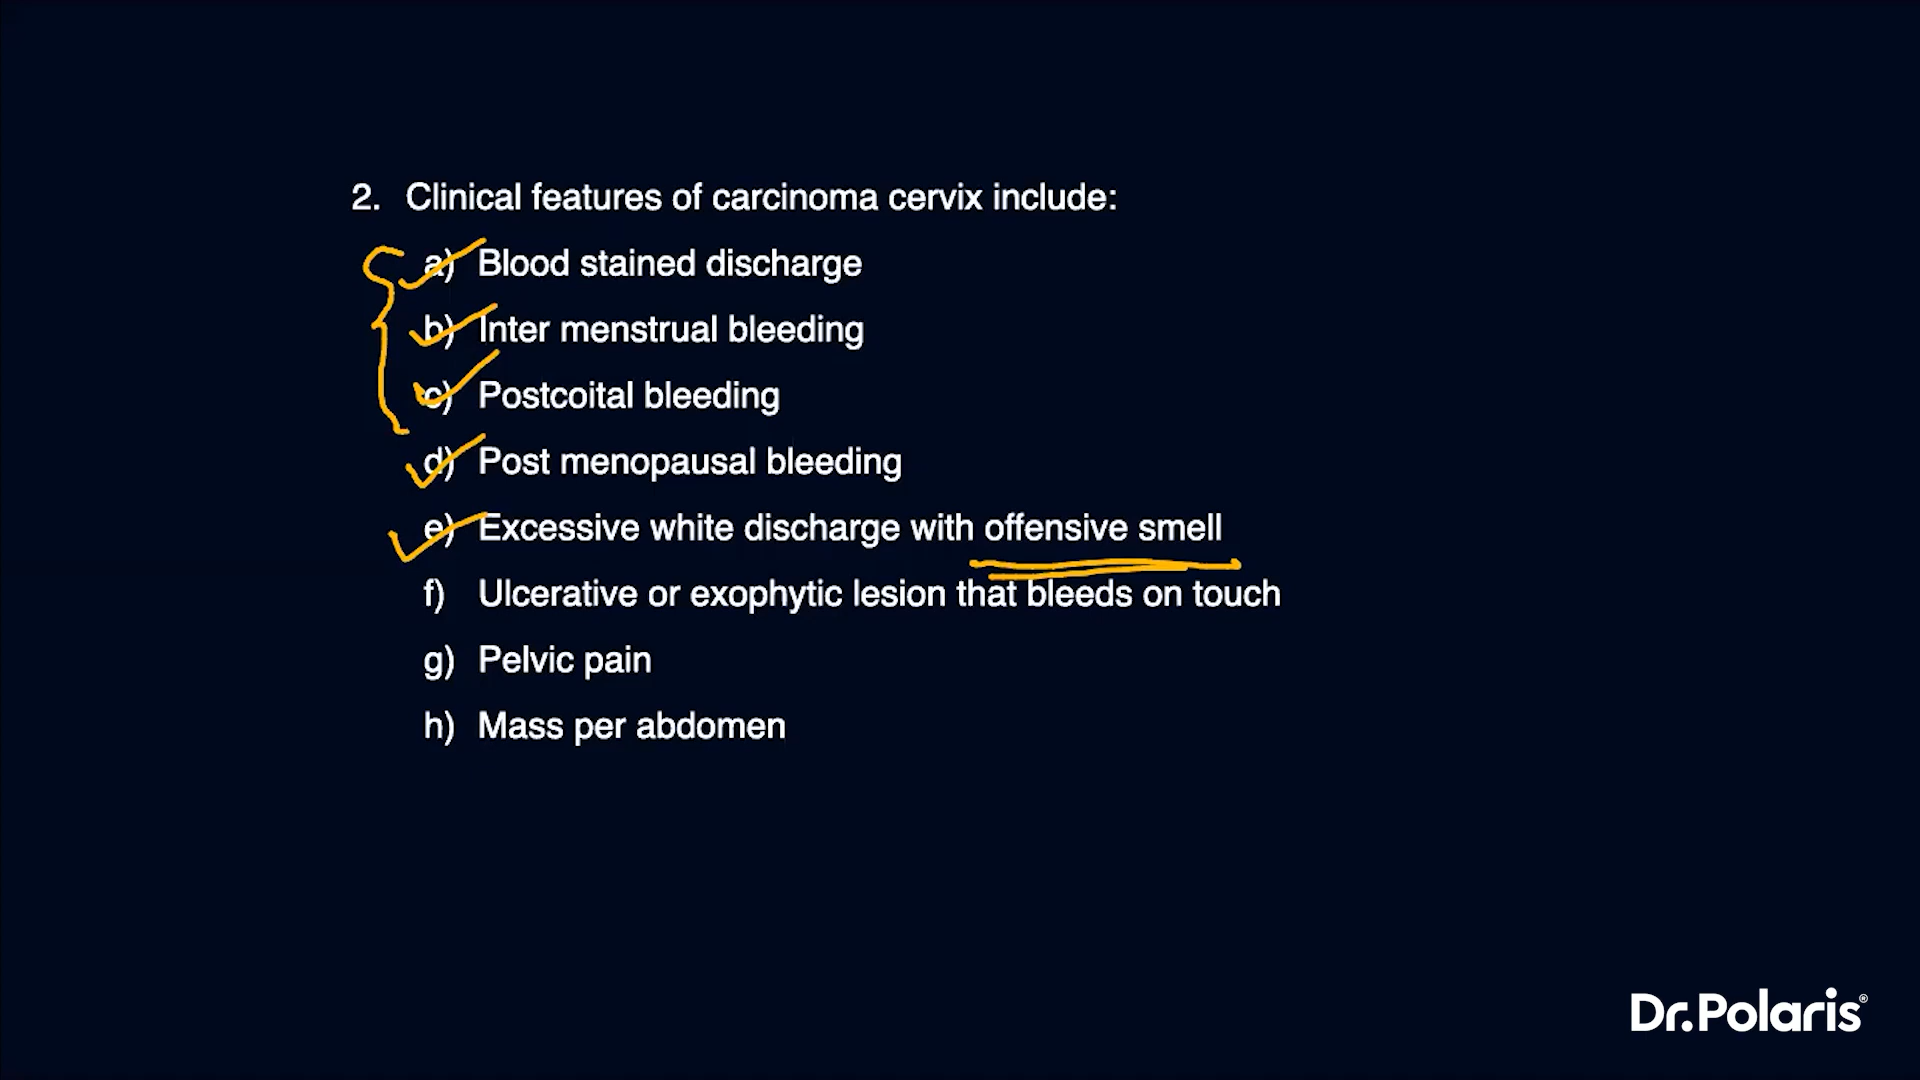 2. Clinical features of carcinoma cervix include:
a) Blood stained discharge
b) Inter menstrual bleeding
c) Postcoital bleeding
d) Post menopausal bleeding
e) Excessive white discharge with offensive smell
f) Ulcerative or exophytic lesion that bleeds on touch
g) Pelvic pain
h) Mass per abdomen
Dr.Polaris®